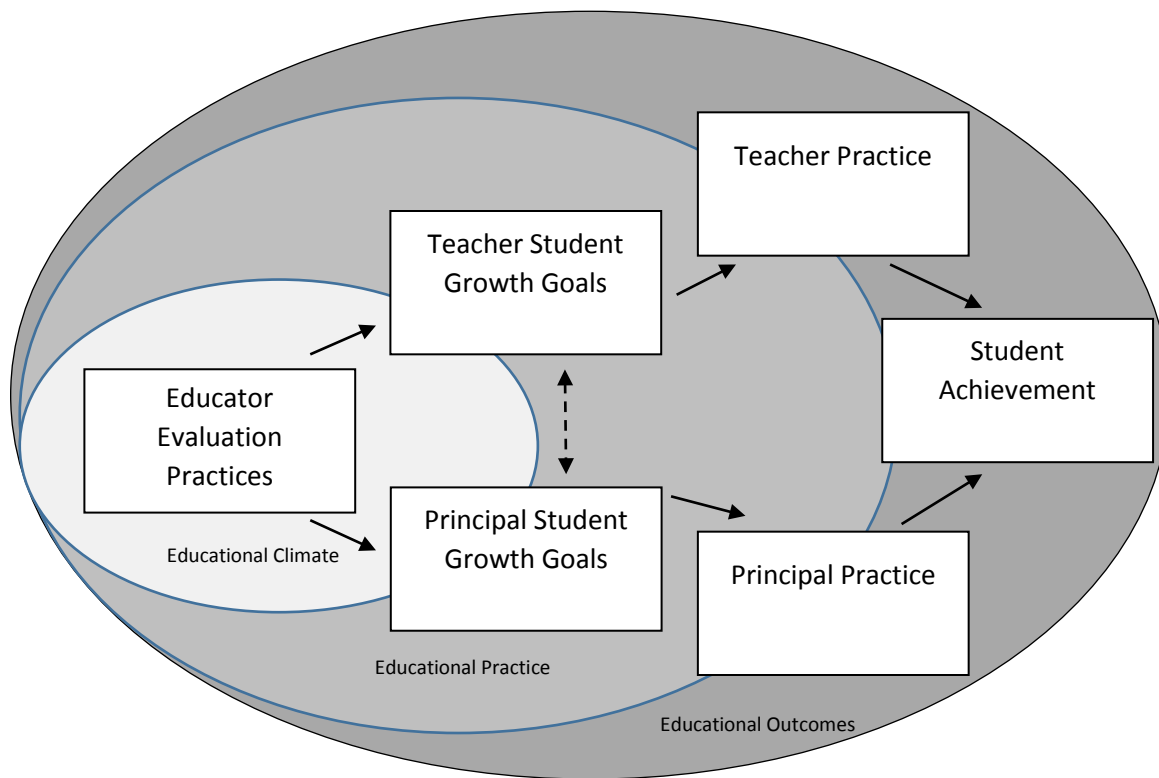 Teacher Practice
Teacher Student
Growth Goals
Student
Achievement
Educator
Evaluation
Practices
Principal Student
Growth Goals
Educational Climate
Principal Practice
Educational Practice
Educational Outcomes